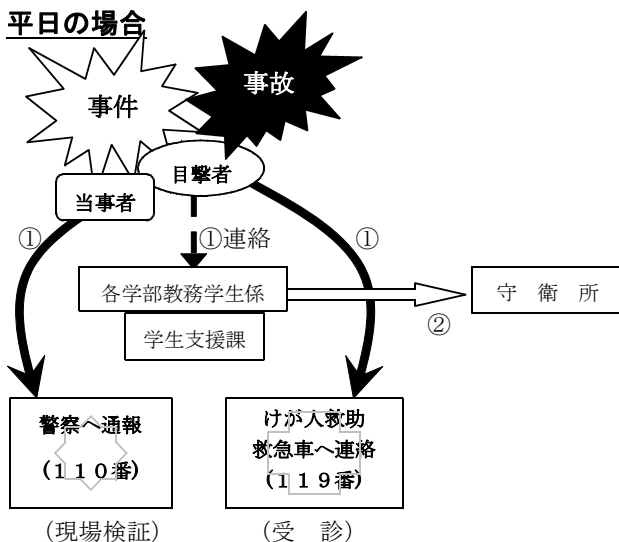 平日の場合
事件
事故
目撃者
当事者
①
①連絡
①
各学部教務学生係
守　衛　所
②
学生支援課
警察へ通報
(１１０番)
けが人救助
救急車へ連絡
(１１９番)
(現場検証)
(受　診)